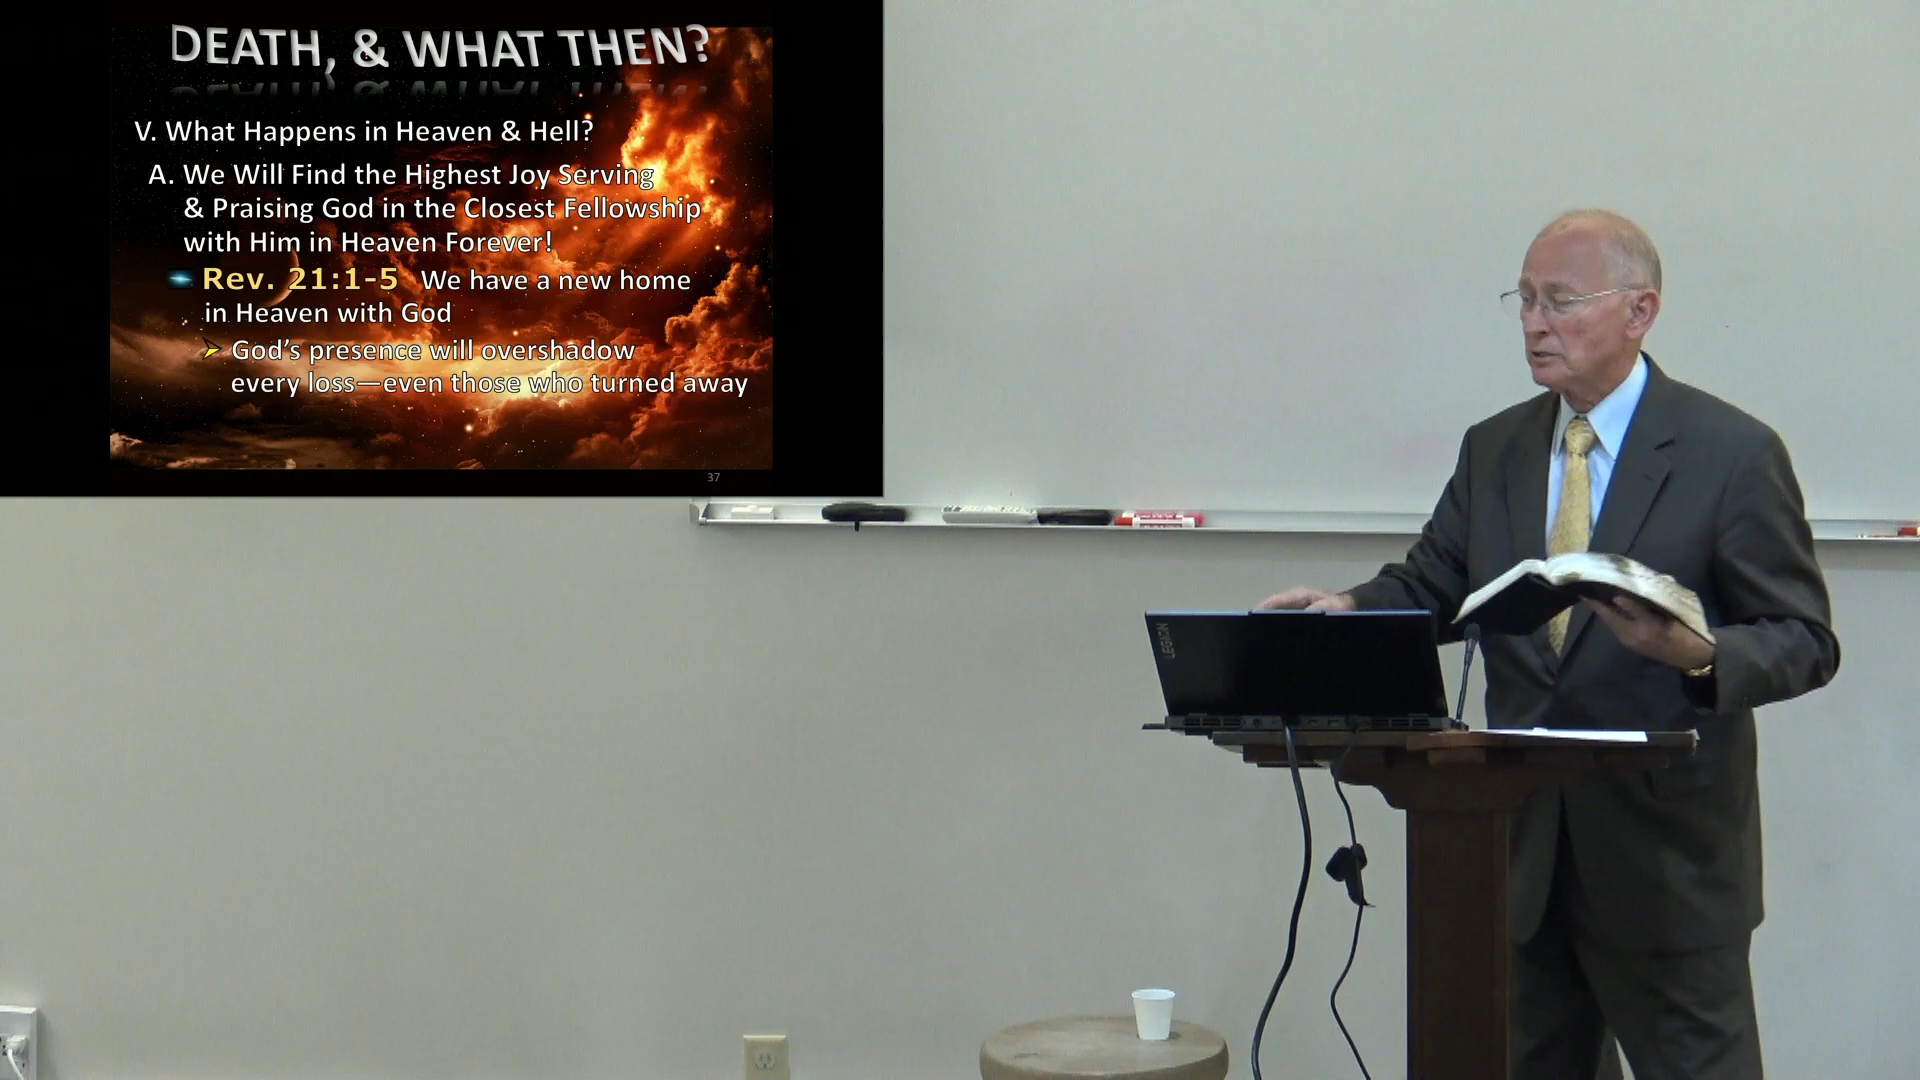 DEATH, & WHAT THEN?
V. What Happens in Heaven & Hell?
A. We Will Find the Highest Joy Serving
& Praising God in the Closest Fellowship
with Him in Heaven Forever!
Rev. 21:1-5 We have a new home
in Heaven with God
God's presence will overshadow
every loss—even those who turned away
37
LEGION